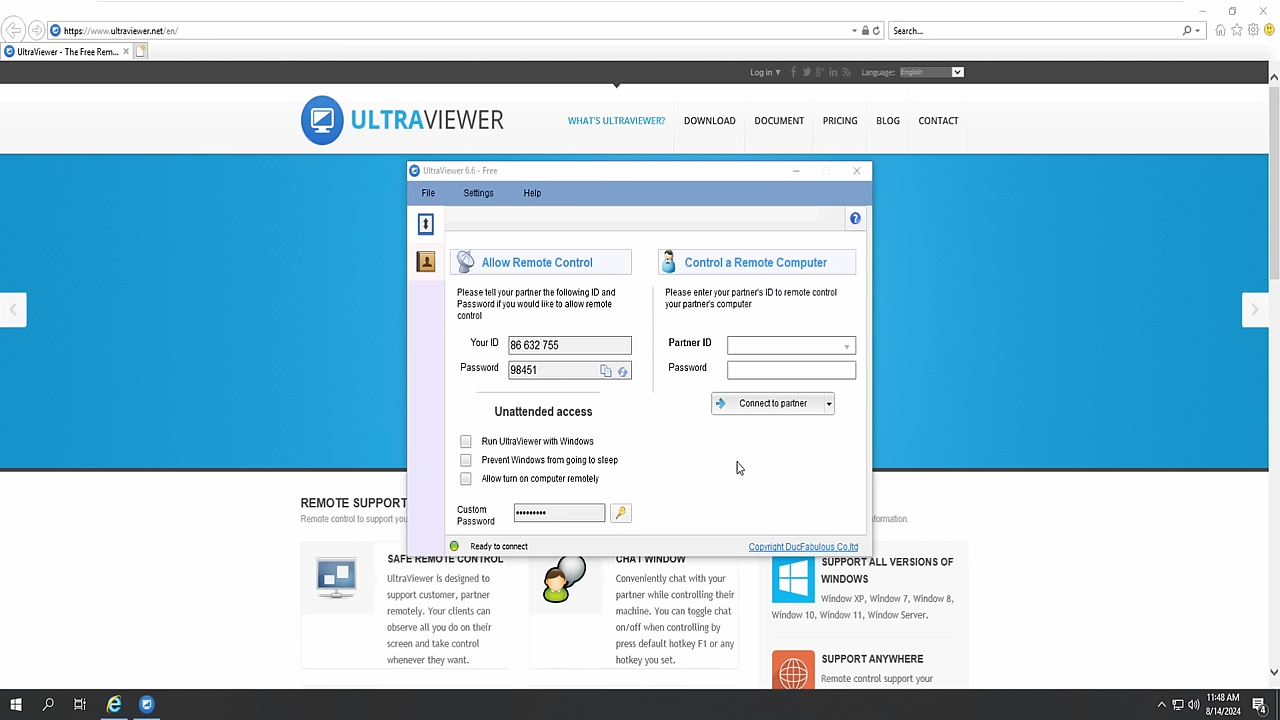 https://www.ultraviewer.net/en/
Search...
UltraViewer - The Free Rem...
Log in ▼
Language:
English
ULTRAVIEWER
WHAT'S ULTRAVIEWER?
DOWNLOAD
DOCUMENT
PRICING
BLOG
CONTACT
UltraViewer 6.6 - Free
File
Settings
Help
Allow Remote Control
Please tell your partner the following ID and
Password if you would like to allow remote
control
Your ID
86 632 755
Password
98451
Unattended access
Run UltraViewer with Windows
Prevent Windows from going to sleep
Allow turn on computer remotely
Custom
Password
•••••••••
Control a Remote Computer
Please enter your partner's ID to remote control
your partner's computer
Partner ID
Password
Connect to partner
Ready to connect
Copyright DucFabulous Co,ltd
REMOTE SUPPORT
Remote control to support you
formation.
SAFE REMOTE CONTROL
UltraViewer is designed to
support customer, partner
remotely. Your clients can
observe all you do on their
screen and take control
whenever they want.
CHAT WINDOW
Conveniently chat with your
partner while controlling their
machine. You can toggle chat
on/off when controlling by
press default hotkey F1 or any
hotkey you set.
SUPPORT ALL VERSIONS OF
WINDOWS
Window XP, Window 7, Window 8,
Window 10, Window 11, Window Server.
SUPPORT ANYWHERE
Remote control support your
11:48 AM
8/14/2024